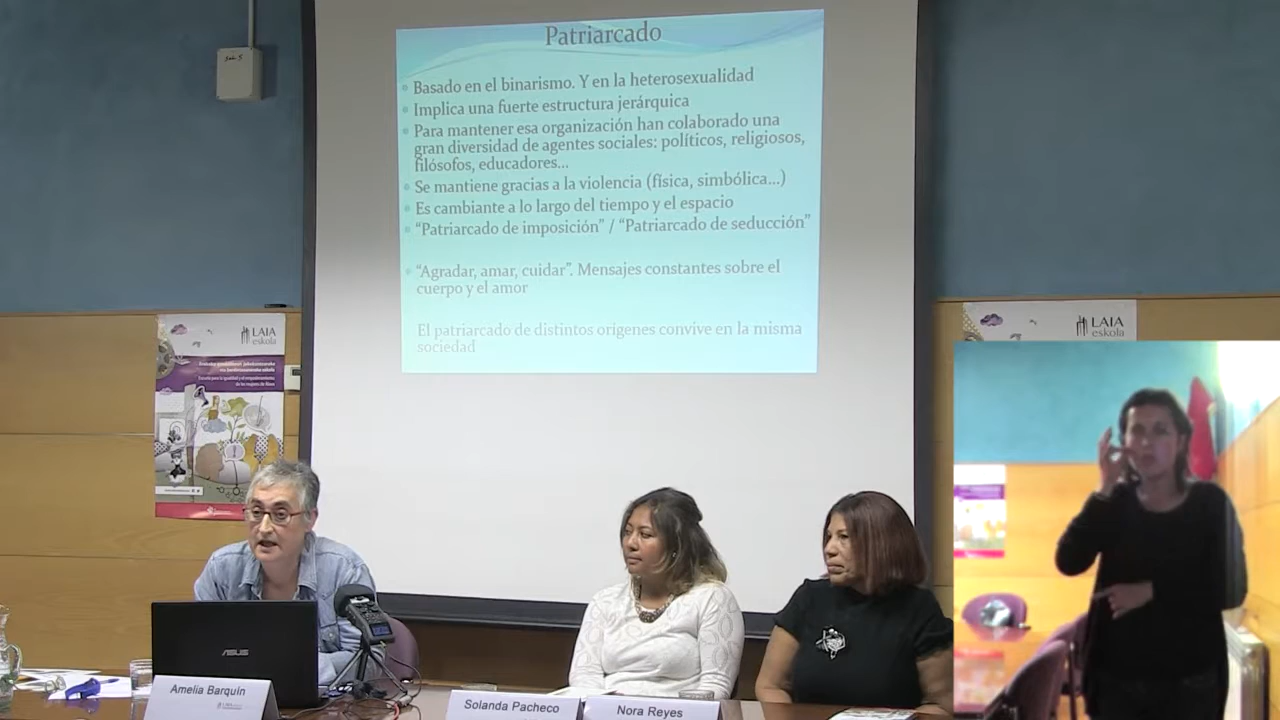 Patriarcado
Basado en el binarismo. Y en la heterosexualidad
Implica una fuerte estructura jerárquica
Para mantener esa organización han colaborado una
gran diversidad de agentes sociales: políticos, religiosos,
filósofos, educadores...
Se mantiene gracias a la violencia (física, simbólica...)
Es cambiante a lo largo del tiempo y el espacio
“Patriarcado de imposición” / “Patriarcado de seducción”
“Agradar, amar, cuidar”. Mensajes constantes sobre el
cuerpo y el amor
El patriarcado de distintos orígenes convive en la misma
sociedad
LAIA
eskola
LAIA
eskola
ASUS
Amelia Barquín
Solanda Pacheco
Nora Reyes